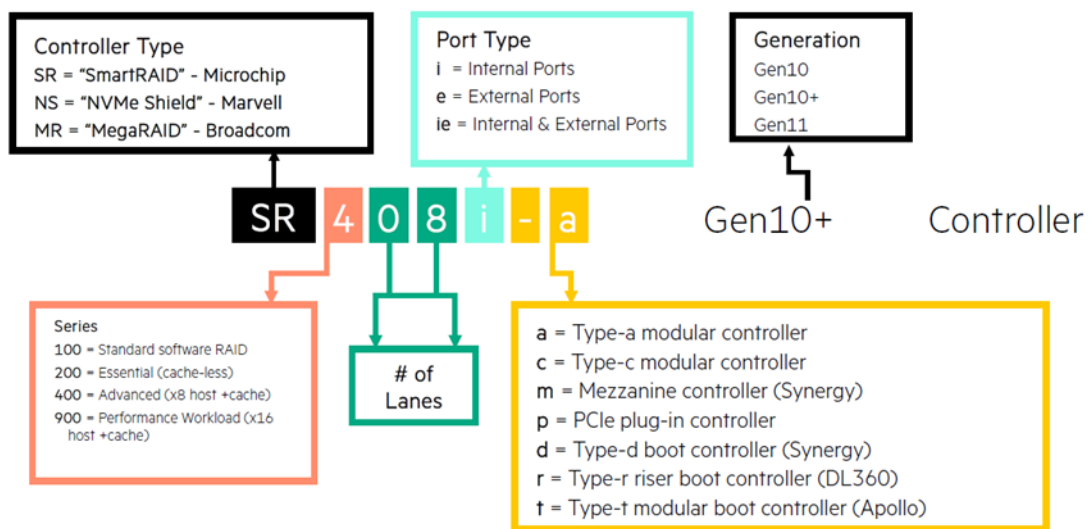 Controller Type
SR = “SmartRAID” - Microchip
NS = “NVMe Shield” - Marvell
MR = “MegaRAID” - Broadcom
Port Type
i = Internal Ports
e = External Ports
ie = Internal & External Ports
Generation
Gen10
Gen10+
Gen11
SR 4 0 8 i - a Gen10+ Controller
Series
100 = Standard software RAID
200 = Essential (cache-less)
400 = Advanced (x8 host +cache)
900 = Performance Workload (x16
host +cache)
# of
Lanes
a = Type-a modular controller
c = Type-c modular controller
m = Mezzanine controller (Synergy)
p = PCIe plug-in controller
d = Type-d boot controller (Synergy)
r = Type-r riser boot controller (DL360)
t = Type-t modular boot controller (Apollo)